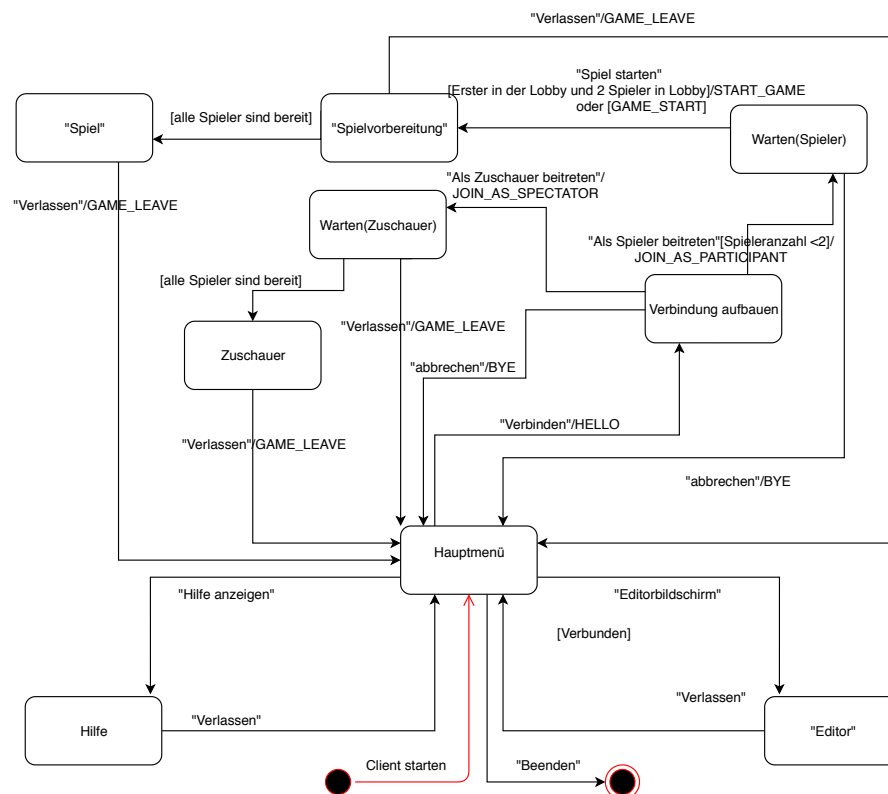 "Verlassen"/GAME_LEAVE
"Spiel starten"
[Erster in der Lobby und 2 Spieler in Lobby]/START_GAME
oder [GAME_START]
[alle Spieler sind bereit]
"Spiel"
"Spielvorbereitung"
Warten(Spieler)
"Als Zuschauer beitreten"/
JOIN_AS_SPECTATOR
"Verlassen"/GAME_LEAVE
Warten(Zuschauer)
"Als Spieler beitreten"[Spieleranzahl <2]/
JOIN_AS_PARTICIPANT
[alle Spieler sind bereit]
Verbindung aufbauen
"Verlassen"/GAME_LEAVE
Zuschauer
"abbrechen"/BYE
"Verbinden"/HELLO
"Verlassen"/GAME_LEAVE
"abbrechen"/BYE
Hauptmenü
"Hilfe anzeigen"
"Editorbildschirm"
[Verbunden]
"Verlassen"
"Verlassen"
Hilfe
"Editor"
Client starten
"Beenden"